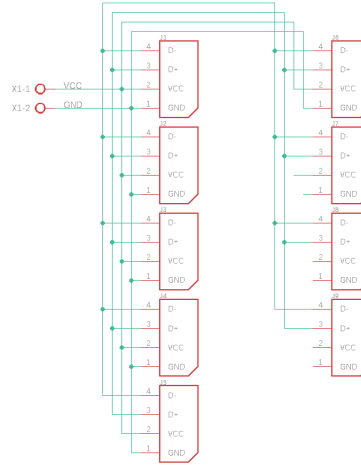 J1
4 D-
3 D+
2 VCC
1 GND
X1-1 VCC
X1-2 GND
J2
4 D-
3 D+
2 VCC
1 GND
J3
4 D-
3 D+
2 VCC
1 GND
J4
4 D-
3 D+
2 VCC
1 GND
J5
4 D-
3 D+
2 VCC
1 GND
J6
4 D-
3 D+
2 VCC
1 GND
J7
4 D-
3 D+
2 VCC
1 GND
J8
4 D-
3 D+
2 VCC
1 GND
J9
4 D-
3 D+
2 VCC
1 GND